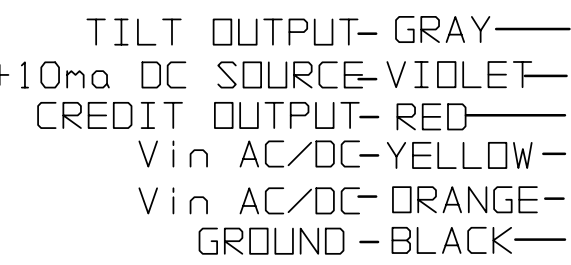 TILT OUTPUT- GRAY
+10ma DC SOURCE-VIOLET
CREDIT OUTPUT- RED
Vin AC/DC-YELLOW
Vin AC/DC- ORANGE
GROUND -BLACK